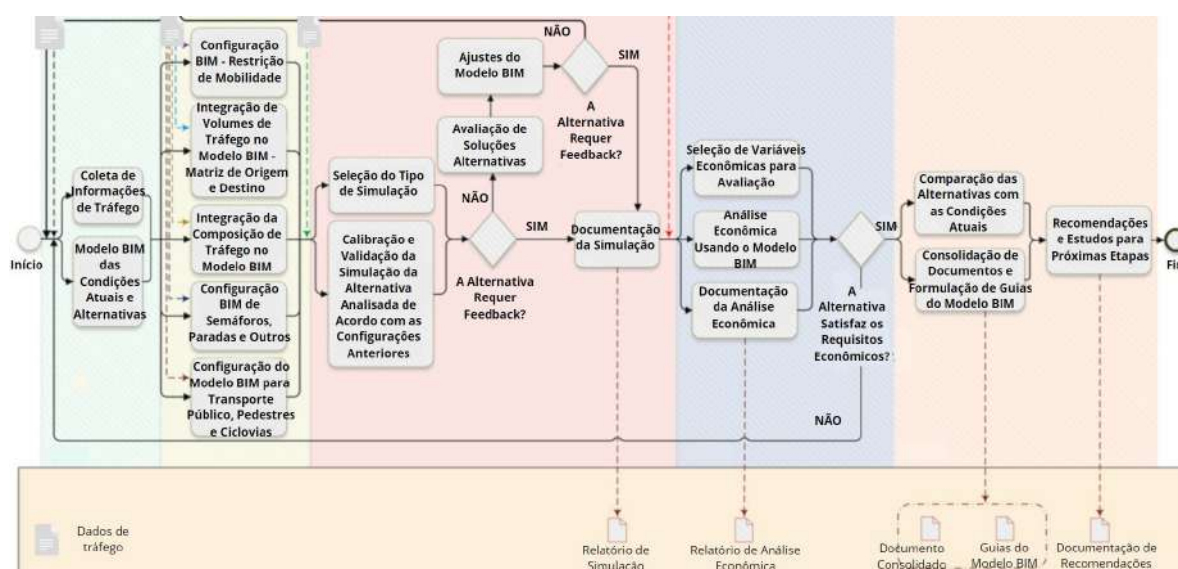 Início
Coleta de
Informações
de Tráfego
Modelo BIM
das
Condições
Atuais e
Alternativas
Configuração
BIM - Restrição
de Mobilidade
Integração de
Volumes de
Tráfego no
Modelo BIM -
Matriz de Origem
e Destino
Integração da
Composição de
Tráfego no
Modelo BIM
Configuração
BIM de
Semáforos,
Paradas e Outros
Configuração do
Modelo BIM para
Transporte
Público, Pedestres
e Ciclovias
Seleção do Tipo
de Simulação
Calibração e
Validação da
Simulação da
Alternativa
Analisada de
Acordo com as
Configurações
Anteriores
A Alternativa
Requer
Feedback?
NÃO
SIM
Avaliação de
Soluções
Alternativas
Ajustes do
Modelo BIM
NÃO
SIM
A
Alternativa
Requer
Feedback?
Documentação
da Simulação
Seleção de Variáveis
Econômicas para
Avaliação
Análise
Econômica
Usando o Modelo
BIM
Documentação
da Análise
Econômica
SIM
A
Alternativa
Satisfaz os
Requisitos
Econômicos?
NÃO
Comparação das
Alternativas com
as Condições
Atuais
Consolidação de
Documentos e
Formulação de Guias
do Modelo BIM
Recomendações
e Estudos para
Próximas Etapas
Fim
Dados de
tráfego
Relatório de
Simulação
Relatório de Análise
Econômica
Documento
Consolidado
Guias do
Modelo BIM
Documentação de
Recomendações